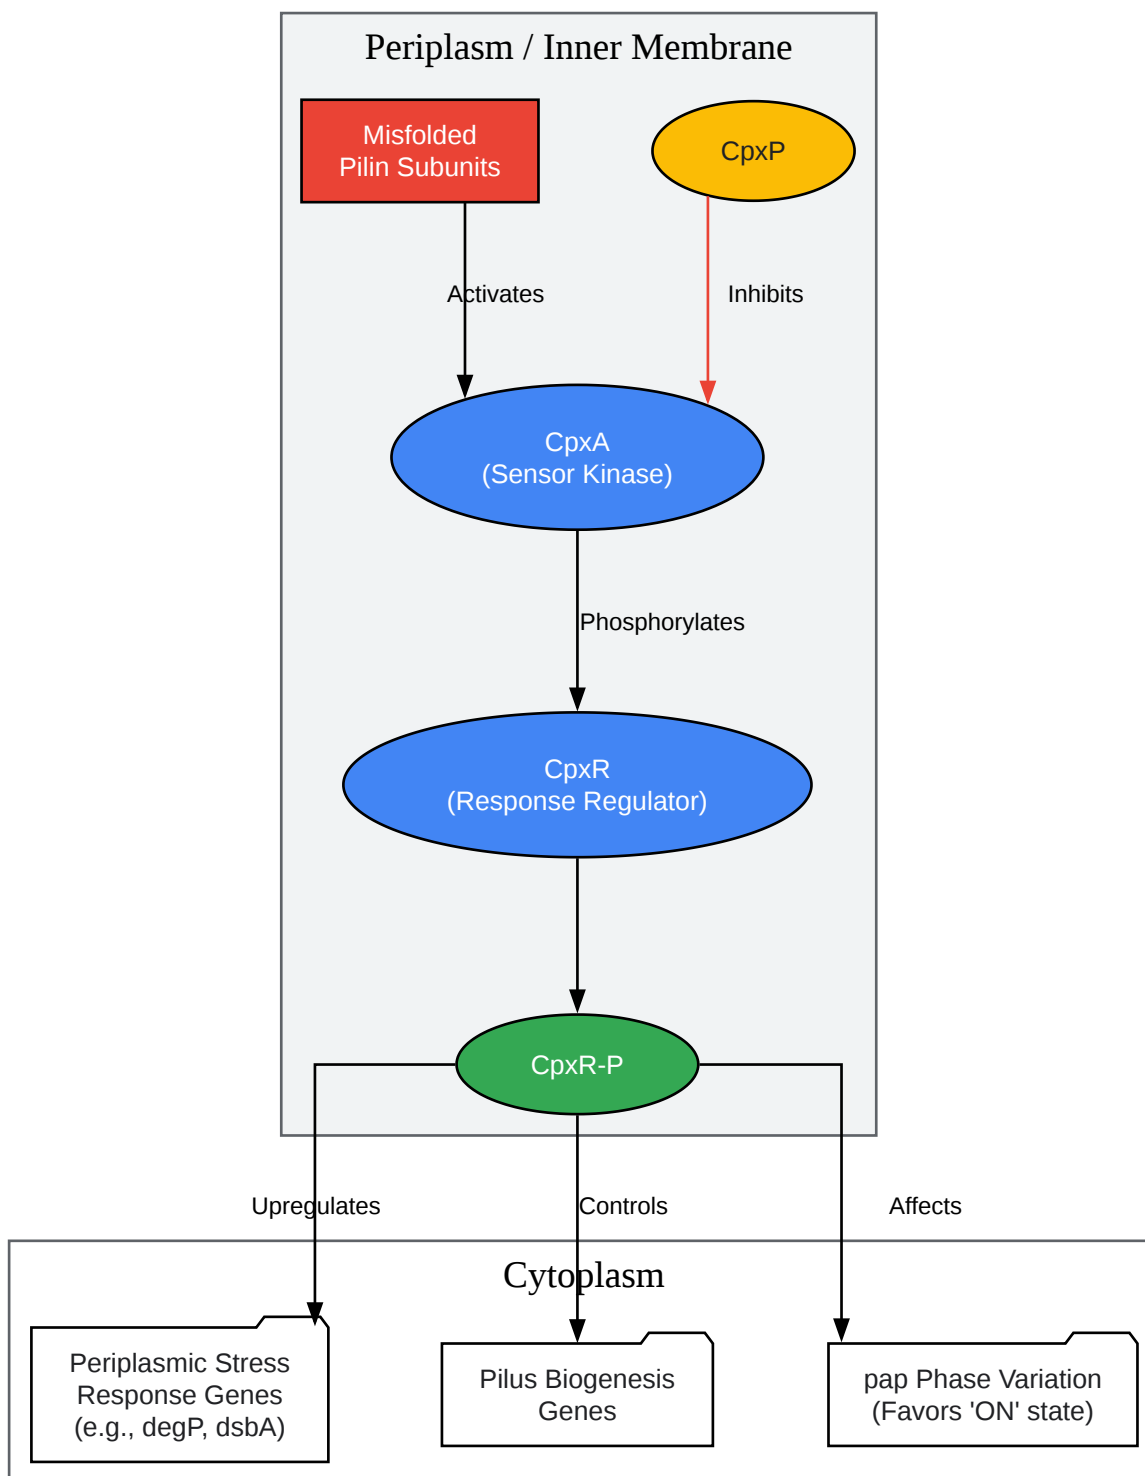 Periplasm / Inner Membrane
Misfolded
Pilin Subunits
CpxP
Activates
Inhibits
CpxA
(Sensor Kinase)
Phosphorylates
CpxR
(Response Regulator)
CpxR-P
Upregulates
Controls
Affects
Cytoplasm
Periplasmic Stress
Response Genes
(e.g., degP, dsbA)
Pilus Biogenesis
Genes
pap Phase Variation
(Favors 'ON' state)